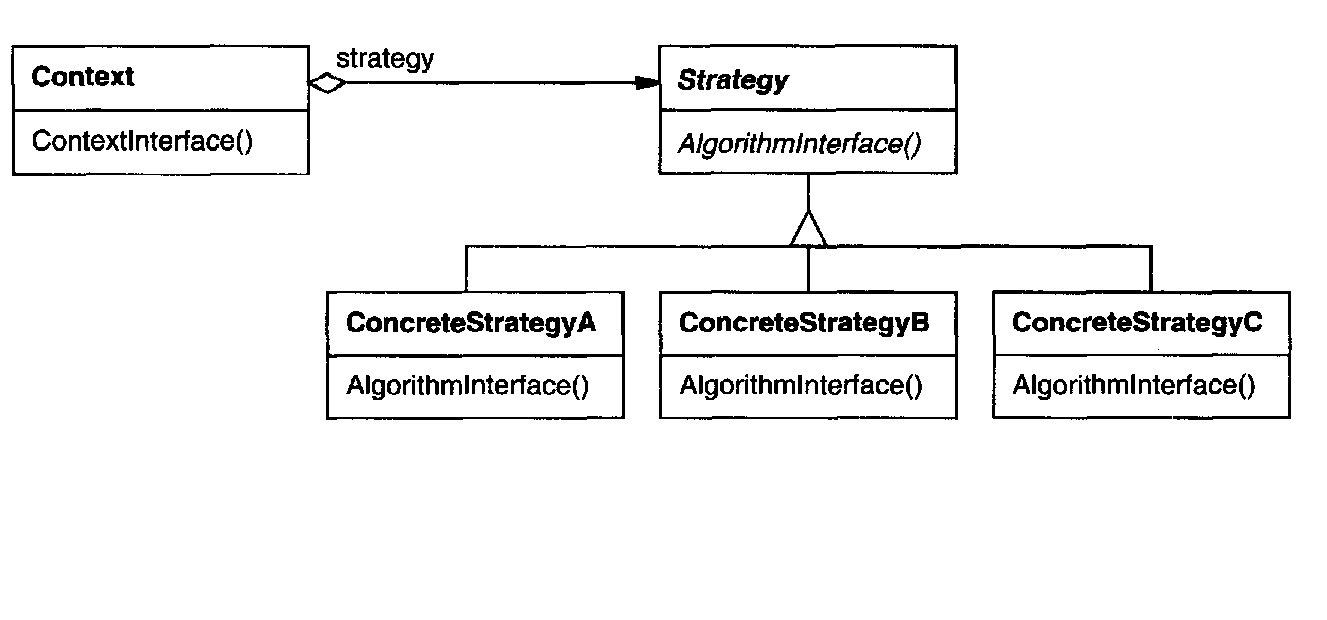 strategy
Context
Strategy
ContextInterface()
AlgorithmInterface()
ConcreteStrategyA
ConcreteStrategyB
ConcreteStrategyC
AlgorithmInterface()
AlgorithmInterface()
AlgorithmInterface()